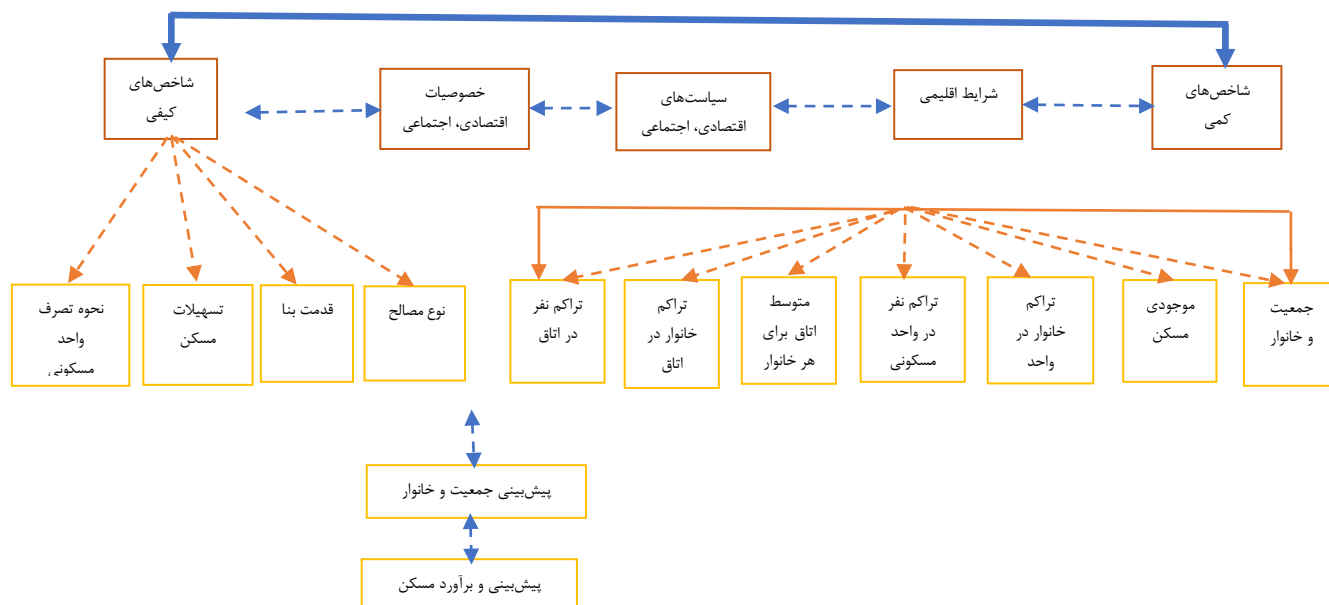 شاخص‌های
کمی
شرایط اقلیمی
سیاست‌های
اقتصادی، اجتماعی
خصوصیات
اقتصادی، اجتماعی
شاخص‌های
کیفی
جمعیت
و خانوار
موجودی
مسکن
تراکم
خانوار در
واحد
تراکم نفر
در واحد
مسکونی
متوسط
اتاق برای
هر خانوار
تراکم
خانوار در
اتاق
تراکم نفر
در اتاق
نوع مصالح
قدمت بنا
تسهیلات
مسکن
نحوه تصرف
واحد
مسکونی
پیش‌بینی جمعیت و خانوار
پیش‌بینی و برآورد مسکن